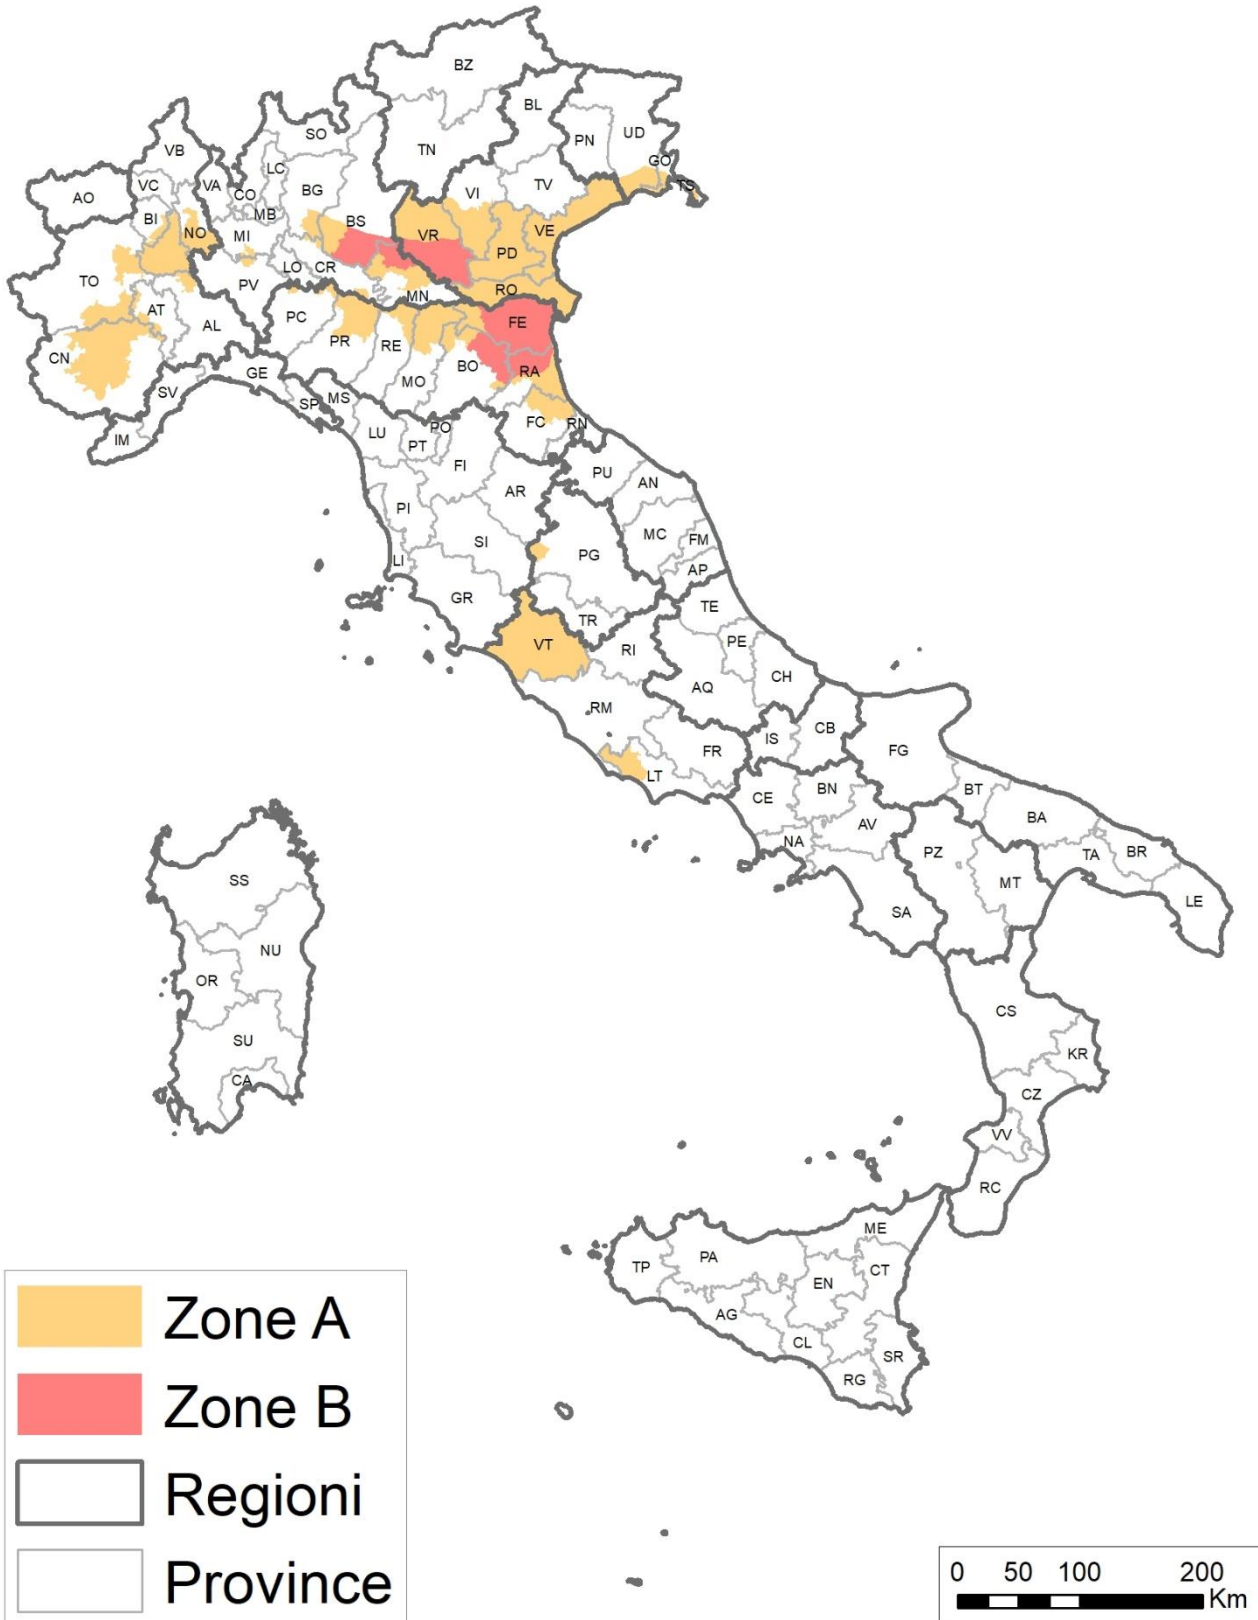 BZ
BL
SO
PN
UD
VB
TN
LC
GO
VC
VA
BG
VI
TV
TS
AO
CO
MB
BI
BS
NO
MI
VR
VE
PD
TO
LO
CR
PV
MN
RO
AT
PC
FE
AL
PR
RE
CN
BO
RA
MO
GE
SV
MS
SP
FC
RN
PO
IM
LU
PT
FI
PU
AN
AR
PI
MC
SI
FM
PG
LI
AP
GR
TE
TR
VT
RI
PE
CH
AQ
RM
CB
IS
FR
FG
LT
BN
BT
CE
BA
AV
NA
PZ
TA
BR
MT
SS
LE
SA
NU
OR
CS
SU
KR
CA
CZ
VV
RC
ME
PA
TP
CT
EN
AG
CL
SR
RG
Zone A
Zone B
Regioni
Province
0 50 100 200
Km